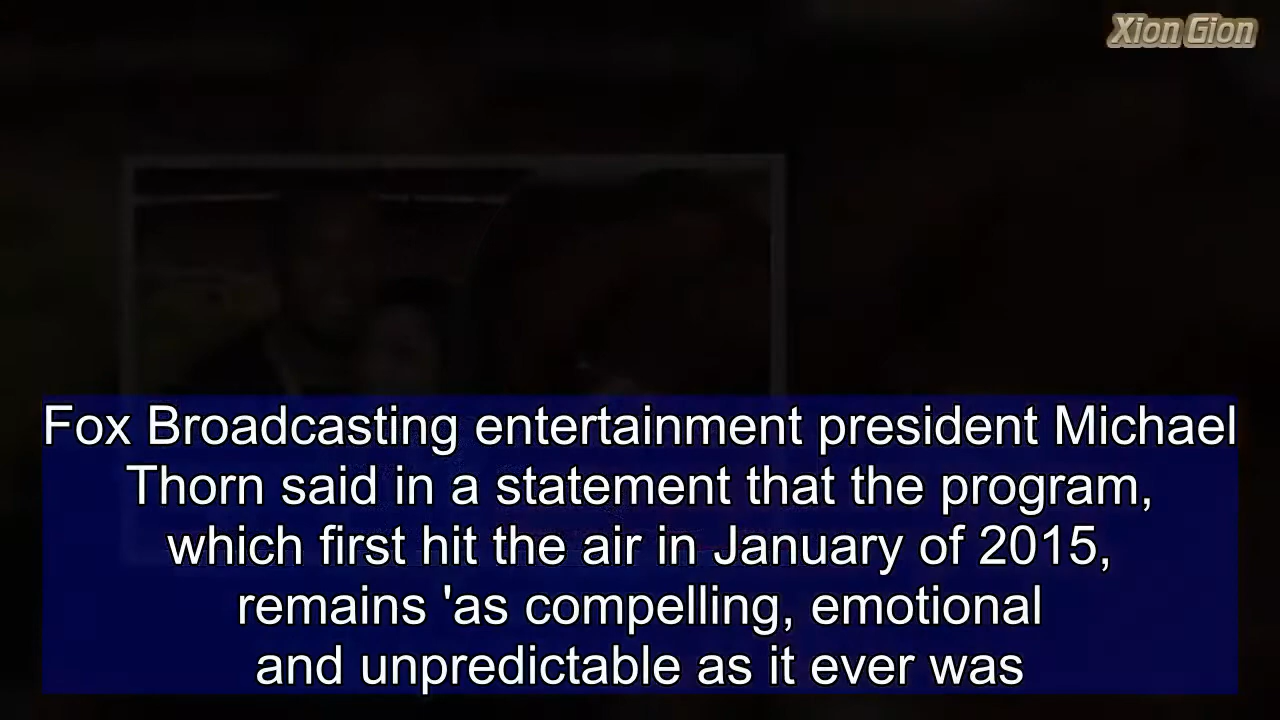 Xion Gion
Fox Broadcasting entertainment president Michael
Thorn said in a statement that the program,
which first hit the air in January of 2015,
remains 'as compelling, emotional
and unpredictable as it ever was